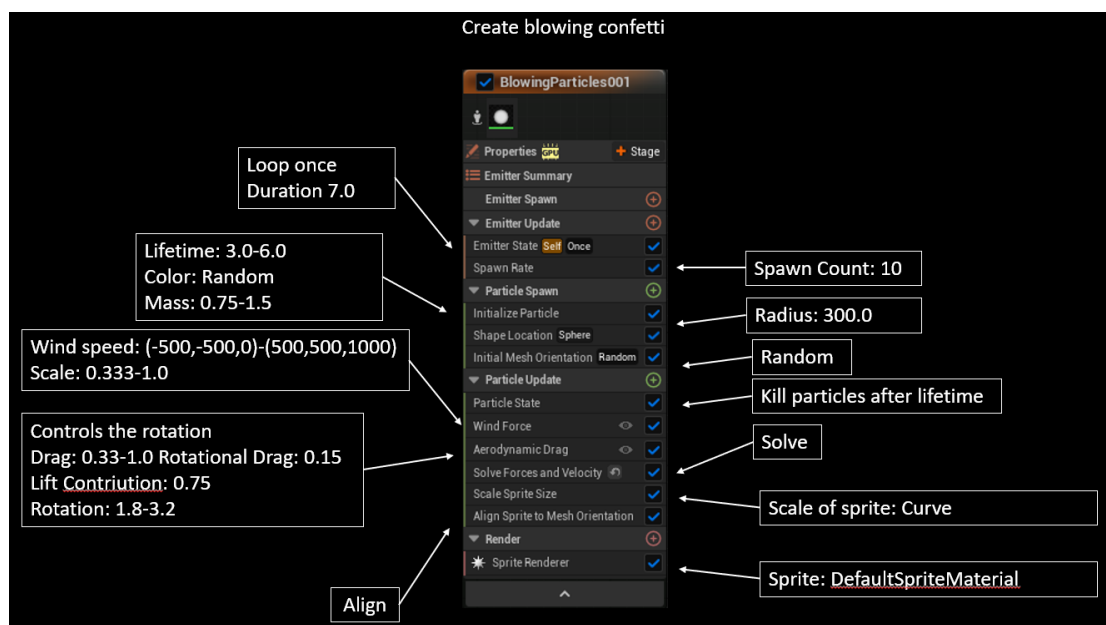 Create blowing confetti
BlowingParticles001
Properties GPU
Stage
Emitter Summary
Emitter Spawn
Emitter Update
Emitter State Self Once
Spawn Rate
Particle Spawn
Initialize Particle
Shape Location Sphere
Initial Mesh Orientation Random
Particle Update
Particle State
Wind Force
Aerodynamic Drag
Solve Forces and Velocity
Scale Sprite Size
Align Sprite to Mesh Orientation
Render
Sprite Renderer
Loop once
Duration 7.0
Lifetime: 3.0-6.0
Color: Random
Mass: 0.75-1.5
Wind speed: (-500,-500,0)-(500,500,1000)
Scale: 0.333-1.0
Controls the rotation
Drag: 0.33-1.0 Rotational Drag: 0.15
Lift Contriution: 0.75
Rotation: 1.8-3.2
Align
Spawn Count: 10
Radius: 300.0
Random
Kill particles after lifetime
Solve
Scale of sprite: Curve
Sprite: DefaultSpriteMaterial